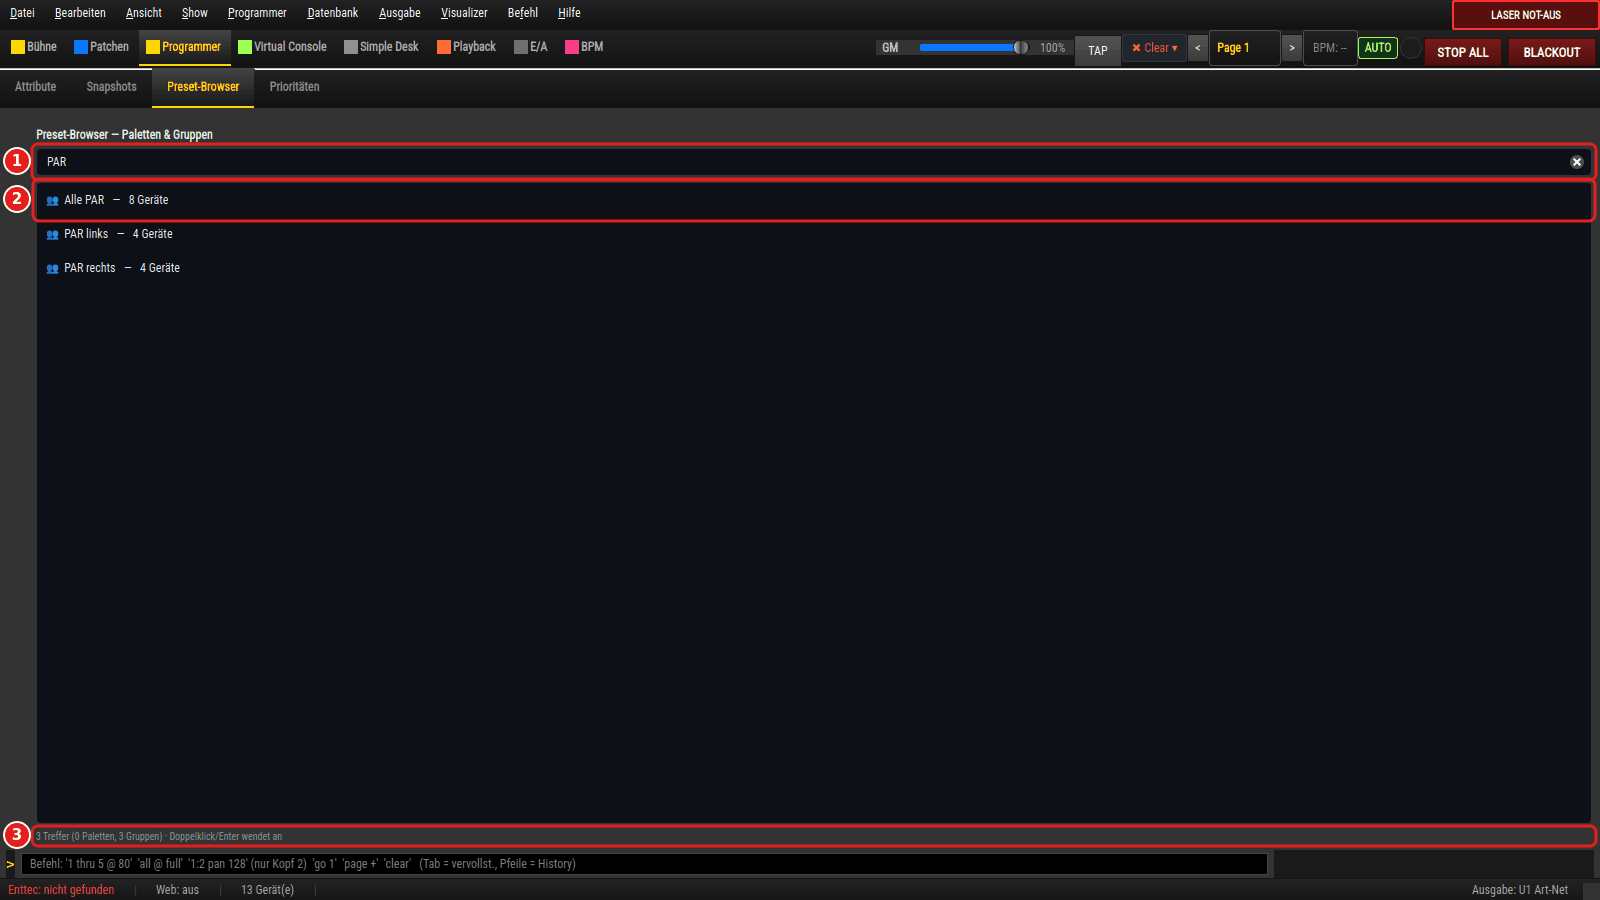 Datei Bearbeiten Ansicht Show Programmer Datenbank Ausgabe Visualizer Befehl Hilfe LASER NOT-AUS
Bühne Patchen Programmer Virtual Console Simple Desk Playback E/A BPM GM 100% TAP ✖ Clear ▾ < Page 1 > BPM: -- AUTO STOP ALL BLACKOUT
Attribute Snapshots Preset-Browser Prioritäten
Preset-Browser — Paletten & Gruppen
1 PAR
2 Alle PAR — 8 Geräte
PAR links — 4 Geräte
PAR rechts — 4 Geräte
3 3 Treffer (0 Paletten, 3 Gruppen) · Doppelklick/Enter wendet an
> Befehl: '1 thru 5 @ 80' 'all @ full' '1:2 pan 128' (nur Kopf 2) 'go 1' 'page +' 'clear' (Tab = vervollst., Pfeile = History)
Enttec: nicht gefunden | Web: aus | 13 Gerät(e) | Ausgabe: U1 Art-Net